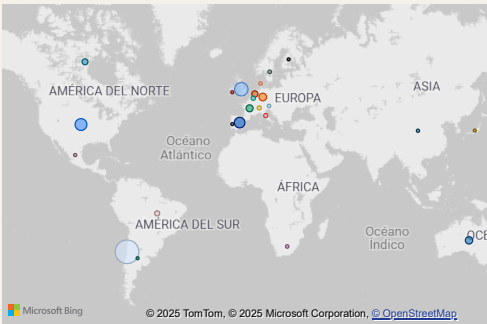 AMÉRICA DEL NORTE
ASIA
EUROPA
Océano
Atlántico
ÁFRICA
AMÉRICA DEL SUR
Océano
Índico
OCE
Microsoft Bing
© 2025 TomTom, © 2025 Microsoft Corporation, © OpenStreetMap